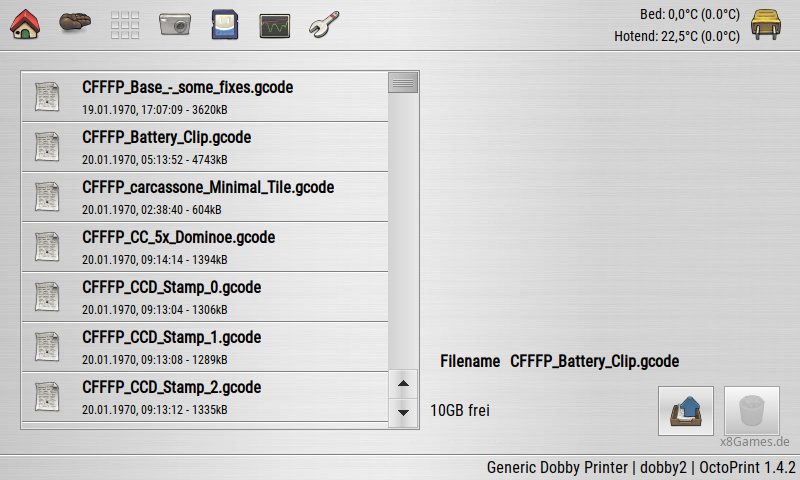 Bed: 0,0°C (0.0°C)
Hotend: 22,5°C (0.0°C)
CFFFP_Base_-_some_fixes.gcode
19.01.1970, 17:07:09 - 3620kB
CFFFP_Battery_Clip.gcode
20.01.1970, 05:13:52 - 4743kB
CFFFP_carcassone_Minimal_Tile.gcode
20.01.1970, 02:38:40 - 604kB
CFFFP_CC_5x_Dominoe.gcode
20.01.1970, 09:14:14 - 1394kB
CFFFP_CCD_Stamp_0.gcode
20.01.1970, 09:13:04 - 1306kB
CFFFP_CCD_Stamp_1.gcode
20.01.1970, 09:13:08 - 1289kB
CFFFP_CCD_Stamp_2.gcode
20.01.1970, 09:13:12 - 1335kB
Filename CFFFP_Battery_Clip.gcode
10GB frei
x8Games.de
Generic Dobby Printer | dobby2 | OctoPrint 1.4.2